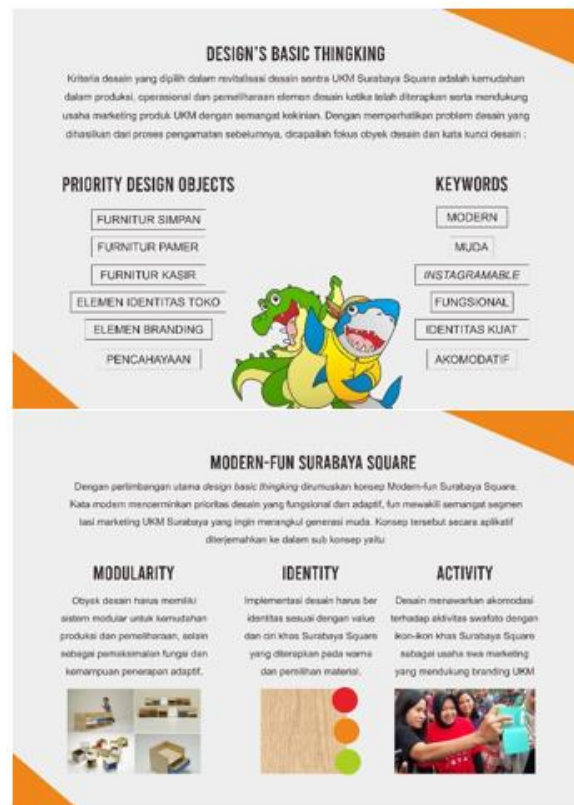 DESIGN'S BASIC THINGKING
Kriteria desain yang dipilih dalam revitalisasi desain sentra UKM Surabaya Square adalah kemudahan
dalam produksi, operasional dan pemeliharaan elemen desain ketika telah diterapkan serta mendukung
usaha marketing produk UKM dengan semangat kekinian. Dengan memperhatikan problem desain yang
dihasilkan dari proses pengamatan sebelumnya, dicapailah fokus obyek desain dan kata kunci desain :
PRIORITY DESIGN OBJECTS
FURNITUR SIMPAN
FURNITUR PAMER
FURNITUR KASIR
ELEMEN IDENTITAS TOKO
ELEMEN BRANDING
PENCAHAYAAN
KEYWORDS
MODERN
MUDA
INSTAGRAMABLE
FUNGSIONAL
IDENTITAS KUAT
AKOMODATIF
MODERN-FUN SURABAYA SQUARE
Dengan pertimbangan utama design basic thingking dirumuskan konsep Modern-fun Surabaya Square.
Kata modern mencerminkan prioritas desain yang fungsional dan adaptif, fun mewakili semangat segmen
tasi marketing UKM Surabaya yang ingin merangkul generasi muda. Konsep tersebut secara aplikatif
diterjemahkan ke dalam sub konsep yaitu
MODULARITY
Obyek desain harus memiliki
sistem modular untuk kemudahan
produksi dan pemeliharaan, selain
sebagai pemaksimalan fungsi dan
kemampuan penerapan adaptif.
IDENTITY
Implementasi desain harus ber
identitas sesuai dengan value
dan ciri khas Surabaya Square
yang diterapkan pada warna
dan pemilihan material.
ACTIVITY
Desain menawarkan akomodasi
terhadap aktivitas swafoto dengan
ikon-ikon khas Surabaya Square
sebagai usaha swa marketing
yang mendukung branding UKM